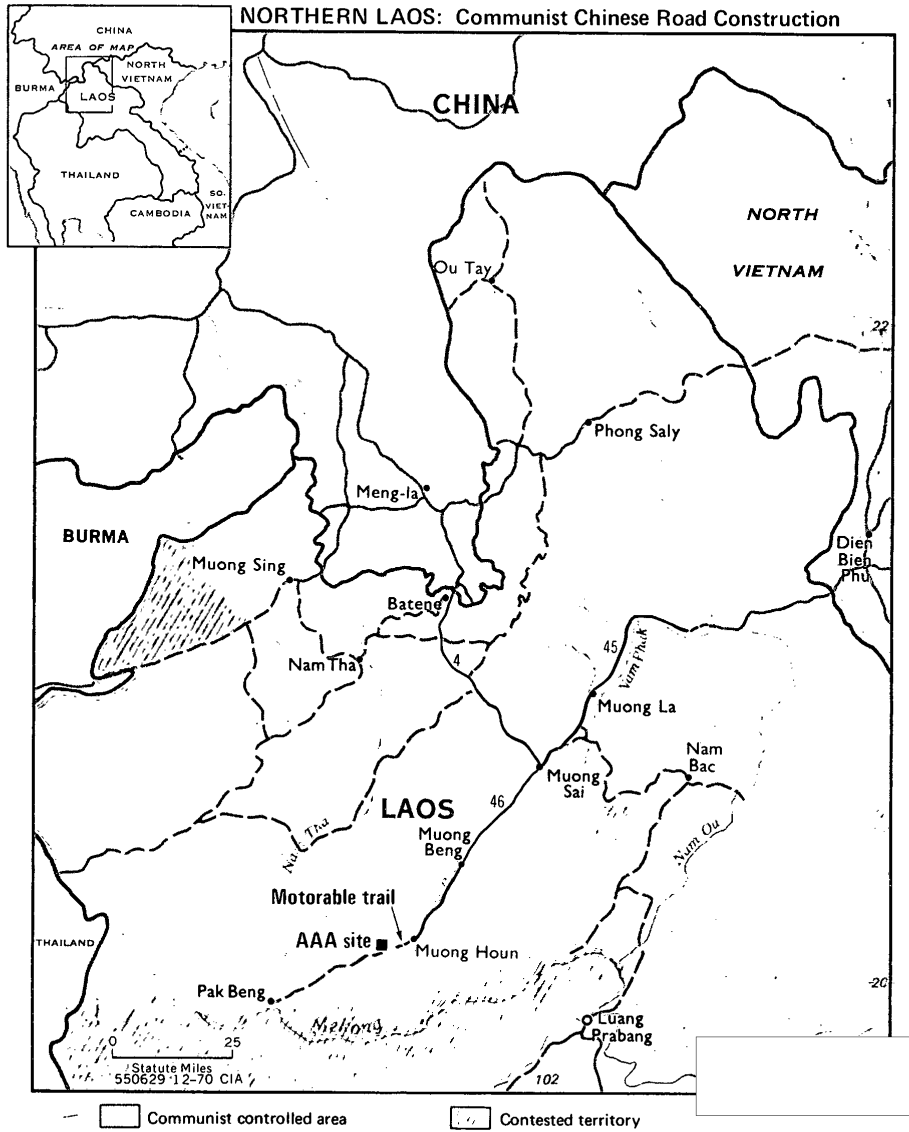 NORTHERN LAOS: Communist Chinese Road Construction
CHINA
AREA OF MAP
NORTH
VIETNAM
BURMA
LAOS
THAILAND
SO.
VIET-
NAM
CAMBODIA
CHINA
NORTH
VIETNAM
Ou Tay
22
Phong Saly
Meng-la
BURMA
Dien
Bien
Phu
Muong Sing
Batene
45
Nam Phak
Nam Tha
4
Muong La
Nam
Bac
Muong
Sai
46
LAOS
Nam Tha
Muong
Beng
Nam Ou
Motorable trail
THAILAND
AAA site
Muong Houn
20
Pak Beng
Mekong
Luang
Prabang
0 25
Statute Miles
550629 12-70 CIA
102
Communist controlled area
Contested territory